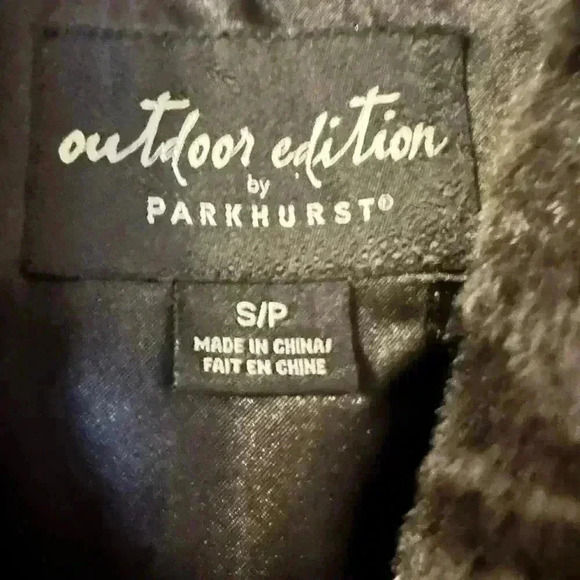 outdoor edition
by
PARKHURST®
S/P
MADE IN CHINA/
FAIT EN CHINE